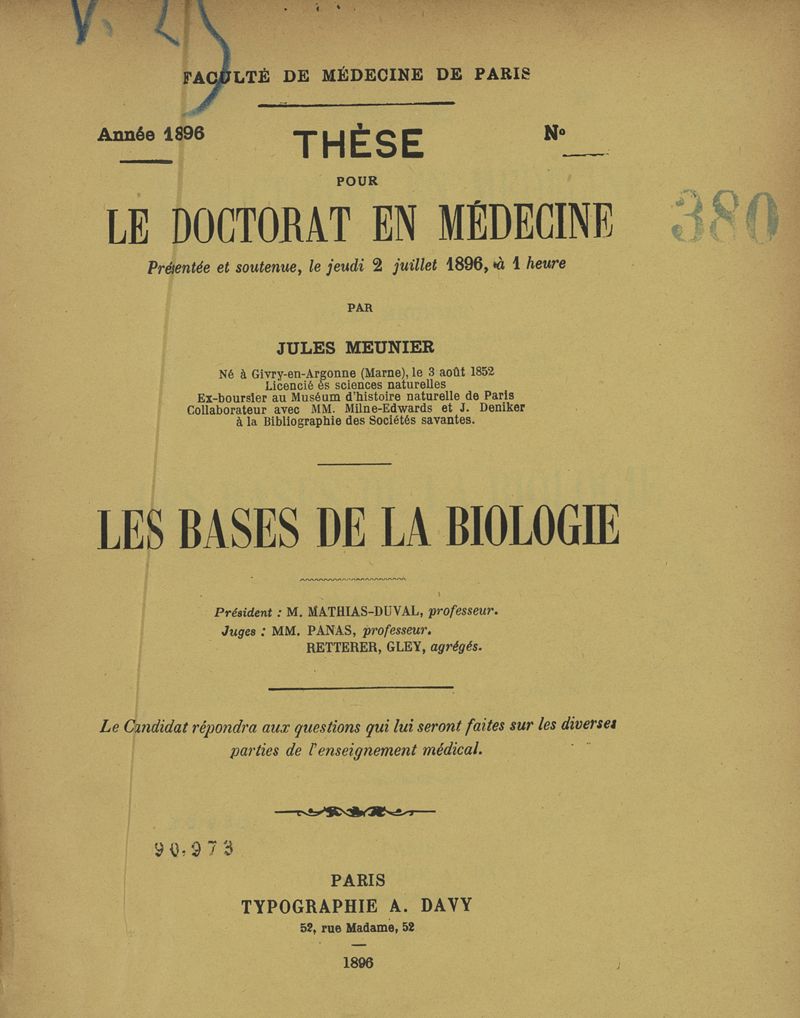 V. 25
FACULTÉ DE MÉDECINE DE PARIS
Année 1896
THÈSE
No
POUR
LE DOCTORAT EN MÉDECINE
380
Présentée et soutenue, le jeudi 2 juillet 1896, à 1 heure
PAR
JULES MEUNIER
Né à Givry-en-Argonne (Marne), le 3 août 1852
Licencié ès sciences naturelles
Ex-boursier au Muséum d'histoire naturelle de Paris
Collaborateur avec MM. Milne-Edwards et J. Deniker
à la Bibliographie des Sociétés savantes.
LES BASES DE LA BIOLOGIE
Président : M. MATHIAS-DUVAL, professeur.
Juges : MM. PANAS, professeur.
RETTERER, GLEY, agrégés.
Le Candidat répondra aux questions qui lui seront faites sur les diverses
parties de l'enseignement médical.
90.973
PARIS
TYPOGRAPHIE A. DAVY
52, rue Madame, 52
1896